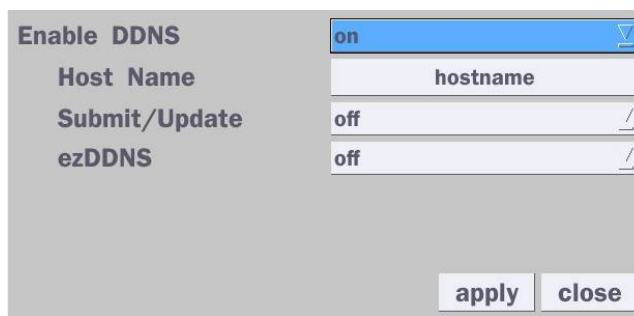 Enable DDNS on
Host Name hostname
Submit/Update off
ezDDNS off
apply close